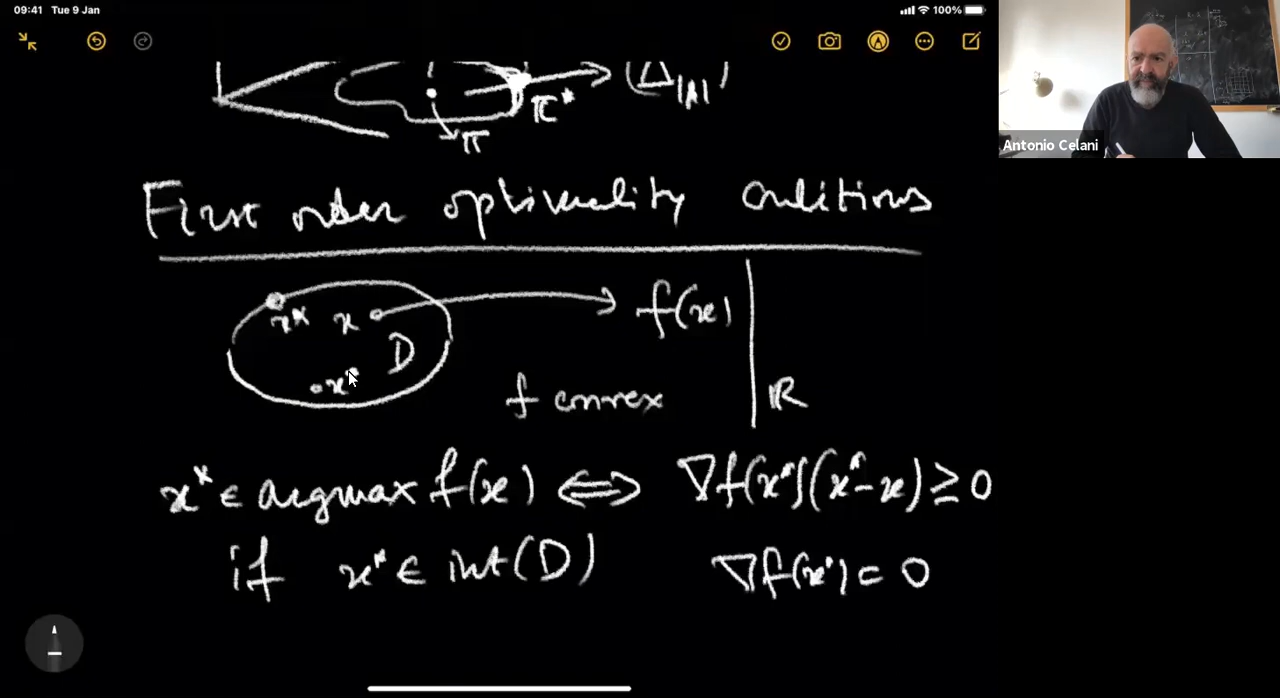 09:41 Tue 9 Jan 100%
Antonio Celani
(Δ|A|)
π*
π
First order optimality conditions
x* x f(x)
D
x*
f convex ℝ
x* ∈ argmax f(x) ⟺ ∇f(x*)(x*-x) ≥ 0
if x* ∈ int(D) ∇f(x*) = 0